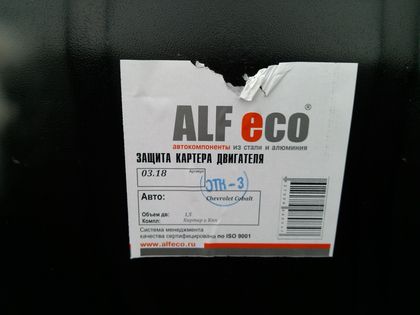 ALF eco®
автокомпоненты из стали и алюминия
ЗАЩИТА КАРТЕРА ДВИГАТЕЛЯ
03.18 Артикул
ОТК-3
Авто: Chevrolet Cobalt
Объем дв: 1,5
Компл: Картер и Кпп
Система менеджмента
качества сертифицирована по ISO 9001
www.alfeco.ru